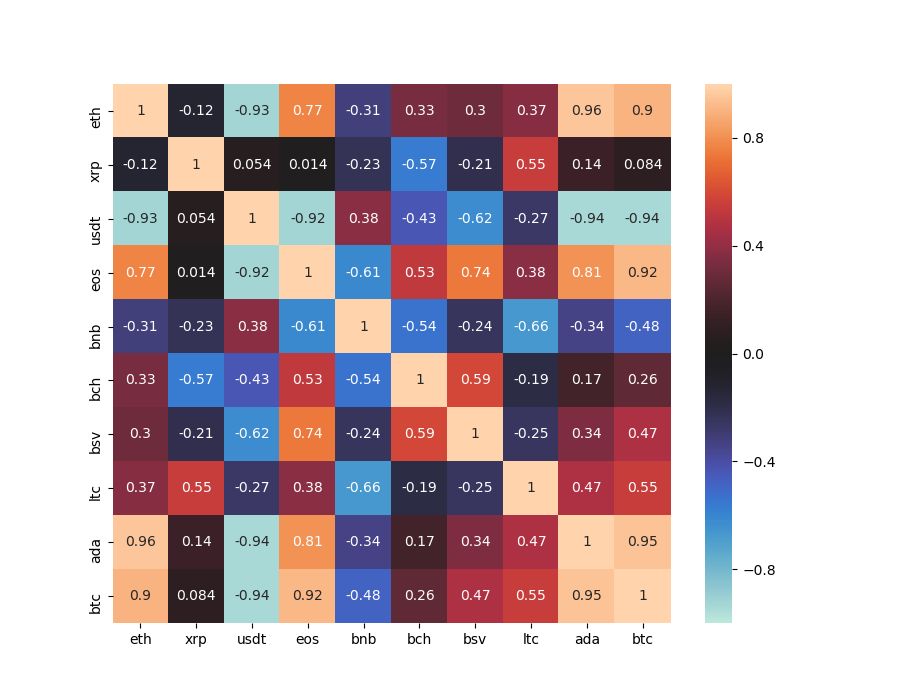 eth 1 -0.12 -0.93 0.77 -0.31 0.33 0.3 0.37 0.96 0.9
xrp -0.12 1 0.054 0.014 -0.23 -0.57 -0.21 0.55 0.14 0.084
usdt -0.93 0.054 1 -0.92 0.38 -0.43 -0.62 -0.27 -0.94 -0.94
eos 0.77 0.014 -0.92 1 -0.61 0.53 0.74 0.38 0.81 0.92
bnb -0.31 -0.23 0.38 -0.61 1 -0.54 -0.24 -0.66 -0.34 -0.48
bch 0.33 -0.57 -0.43 0.53 -0.54 1 0.59 -0.19 0.17 0.26
bsv 0.3 -0.21 -0.62 0.74 -0.24 0.59 1 -0.25 0.34 0.47
ltc 0.37 0.55 -0.27 0.38 -0.66 -0.19 -0.25 1 0.47 0.55
ada 0.96 0.14 -0.94 0.81 -0.34 0.17 0.34 0.47 1 0.95
btc 0.9 0.084 -0.94 0.92 -0.48 0.26 0.47 0.55 0.95 1
eth xrp usdt eos bnb bch bsv ltc ada btc
0.8
0.4
0.0
−0.4
−0.8